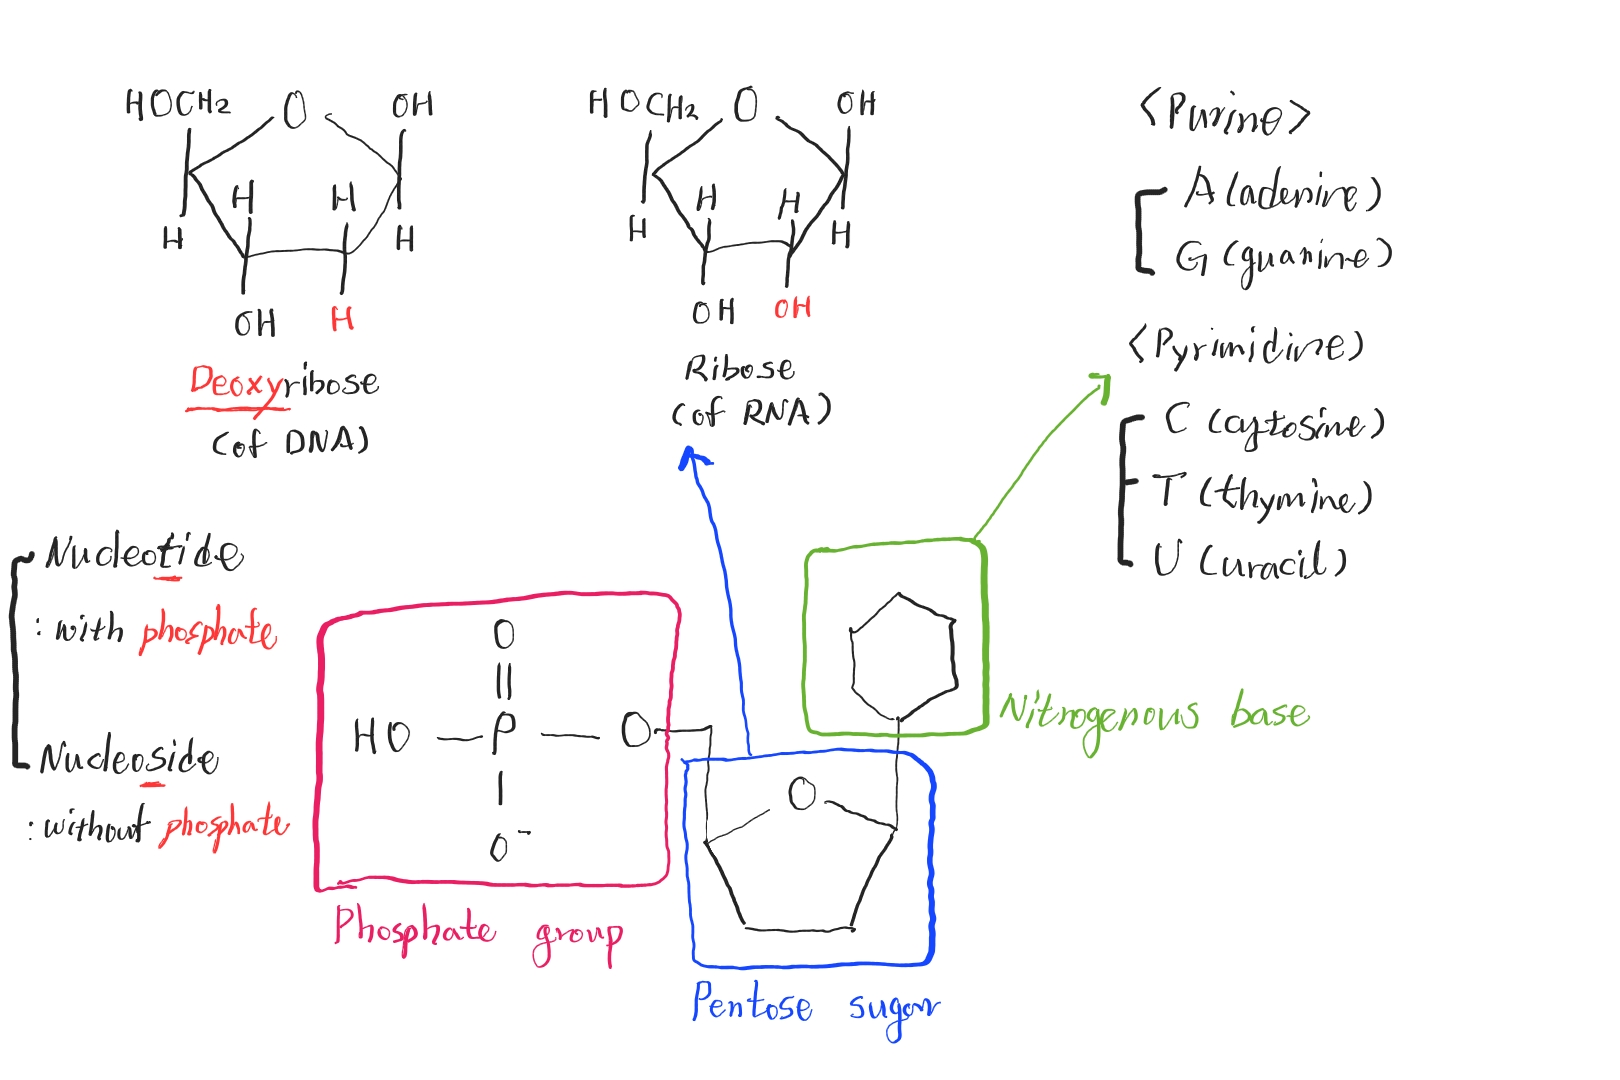 HOCH2 O OH
H H H H
OH H
Deoxyribose
(of DNA)
HOCH2 O OH
H H H H
OH OH
Ribose
(of RNA)
<Purine>
A (adenine)
G (guanine)
<Pyrimidine>
C (cytosine)
T (thymine)
U (uracil)
Nucleotide
: with phosphate
Nucleoside
: without phosphate
O
HO — P — O
O⁻
Phosphate group
O
Pentose sugar
Nitrogenous base